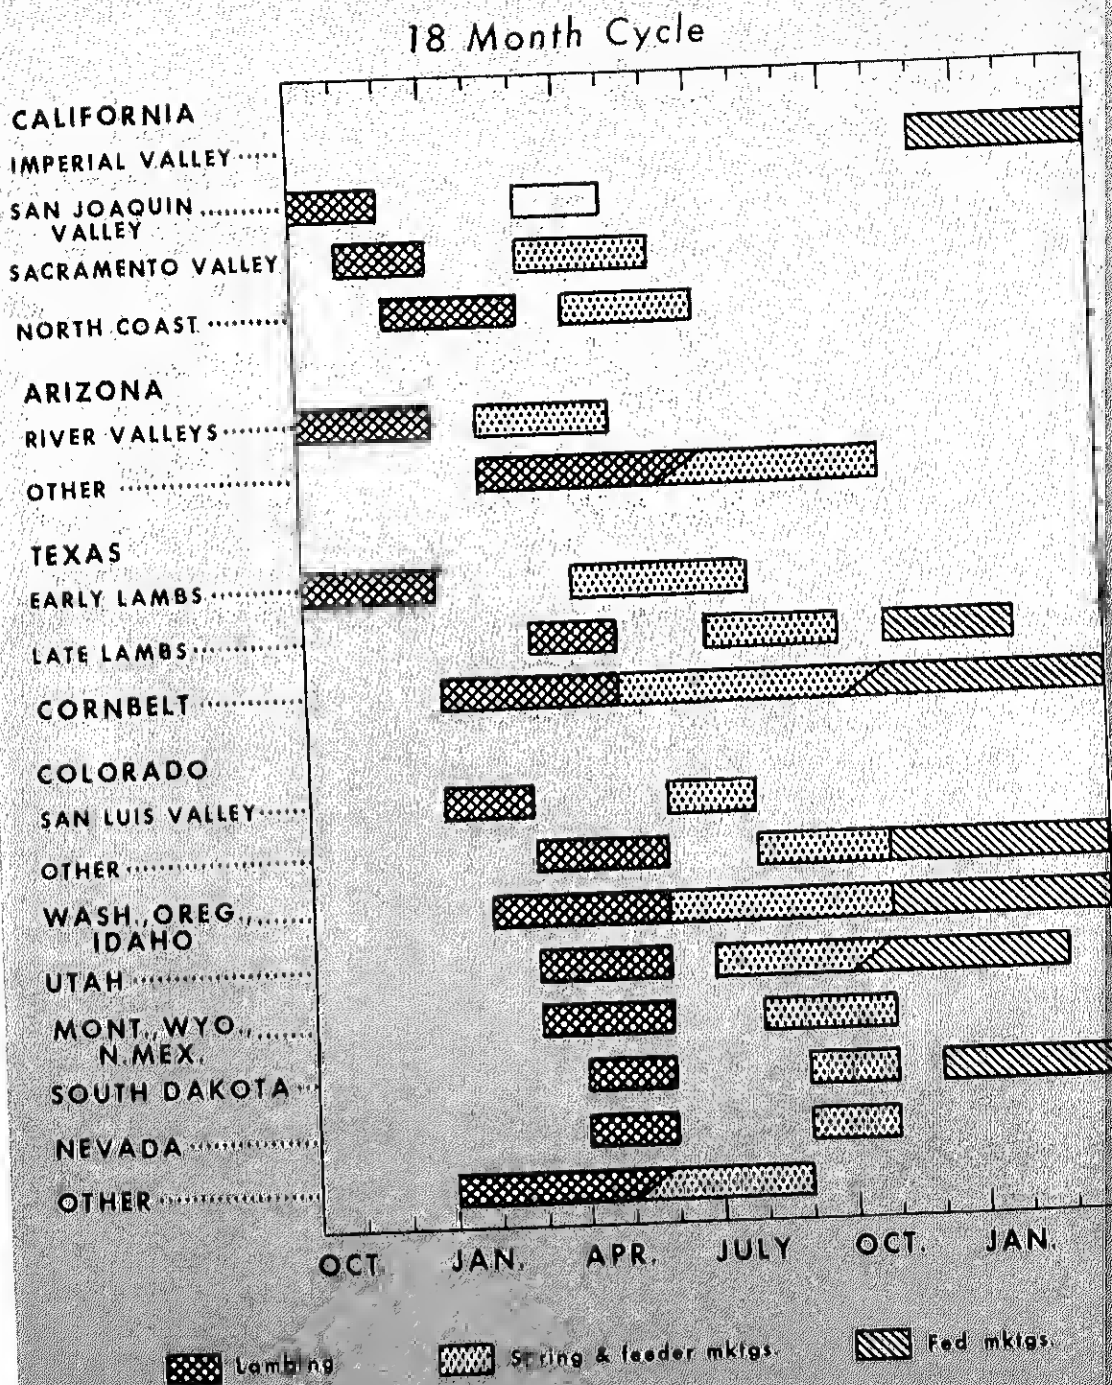 18 Month Cycle
CALIFORNIA
IMPERIAL VALLEY
SAN JOAQUIN
VALLEY
SACRAMENTO VALLEY
NORTH COAST
ARIZONA
RIVER VALLEYS
OTHER
TEXAS
EARLY LAMBS
LATE LAMBS
CORNBELT
COLORADO
SAN LUIS VALLEY
OTHER
WASH., OREG.,
IDAHO
UTAH
MONT., WYO.,
N. MEX.
SOUTH DAKOTA
NEVADA
OTHER
OCT. JAN. APR. JULY OCT. JAN.
Lambing Spring & feeder mktgs. Fed mktgs.